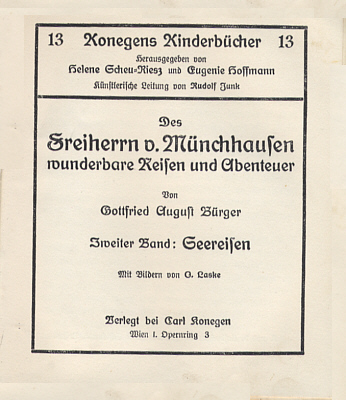 13 Konegens Kinderbücher 13
Herausgegeben von
Helene Scheu-Riesz und Eugenie Hoffmann
Künstlerische Leitung von Rudolf Junk
Des
Freiherrn v. Münchhausen
wunderbare Reisen und Abenteuer
Von
Gottfried August Bürger
Zweiter Band: Seereisen
Mit Bildern von O. Laske
Verlegt bei Carl Konegen
Wien I. Opernring 3